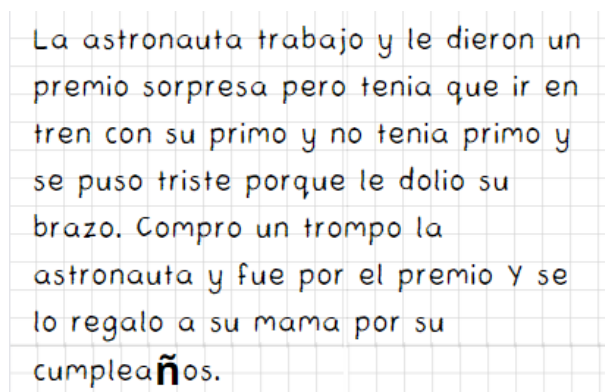 La astronauta trabajo y le dieron un
premio sorpresa pero tenia que ir en
tren con su primo y no tenia primo y
se puso triste porque le dolio su
brazo. Compro un trompo la
astronauta y fue por el premio Y se
lo regalo a su mama por su
cumpleaños.